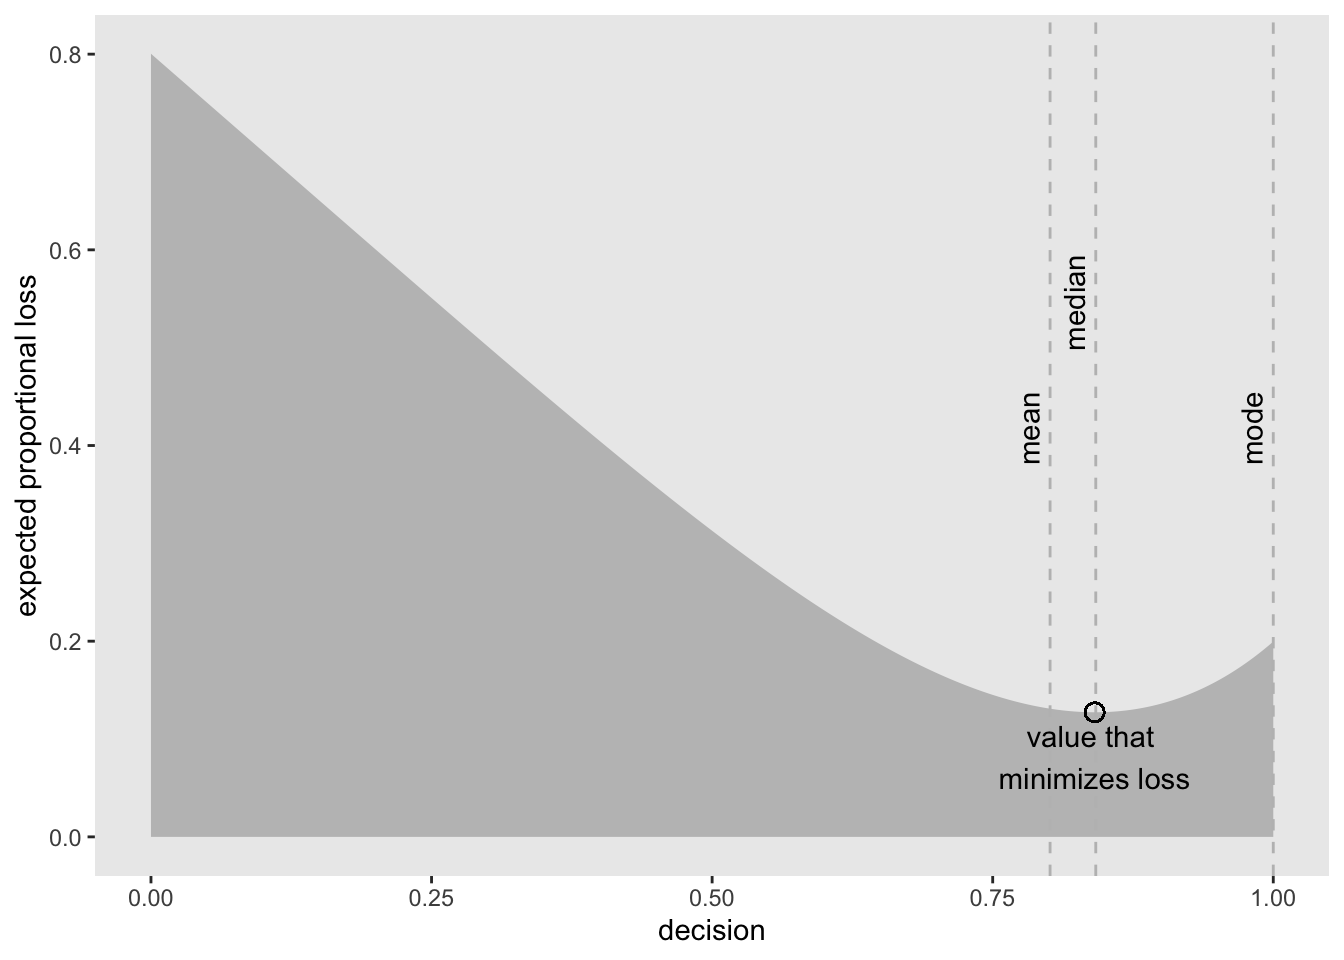 expected proportional loss
0.8
0.6
0.4
0.2
0.0
mean
median
mode
value that
minimizes loss
0.00
0.25
0.50
0.75
1.00
decision